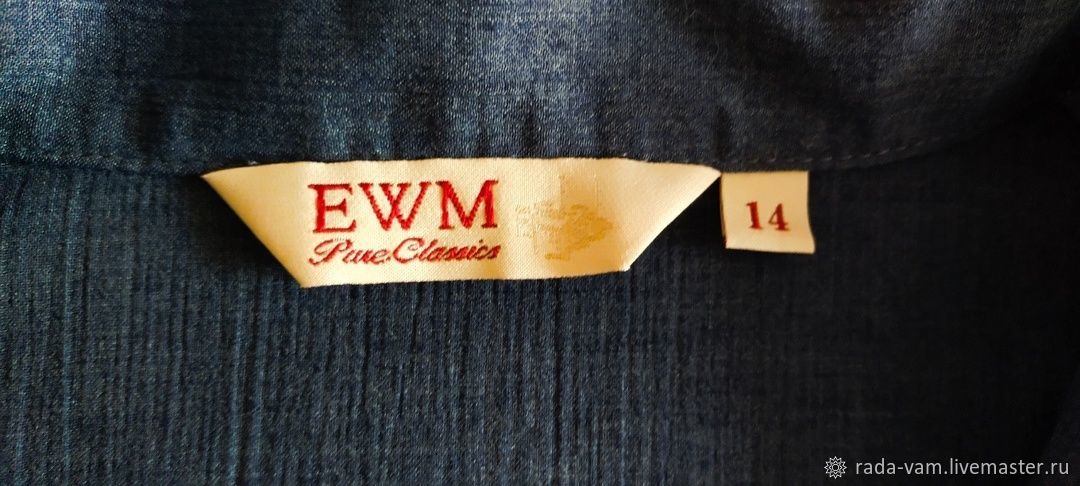 EWM
Pure Classics
14
rada-vam.livemaster.ru